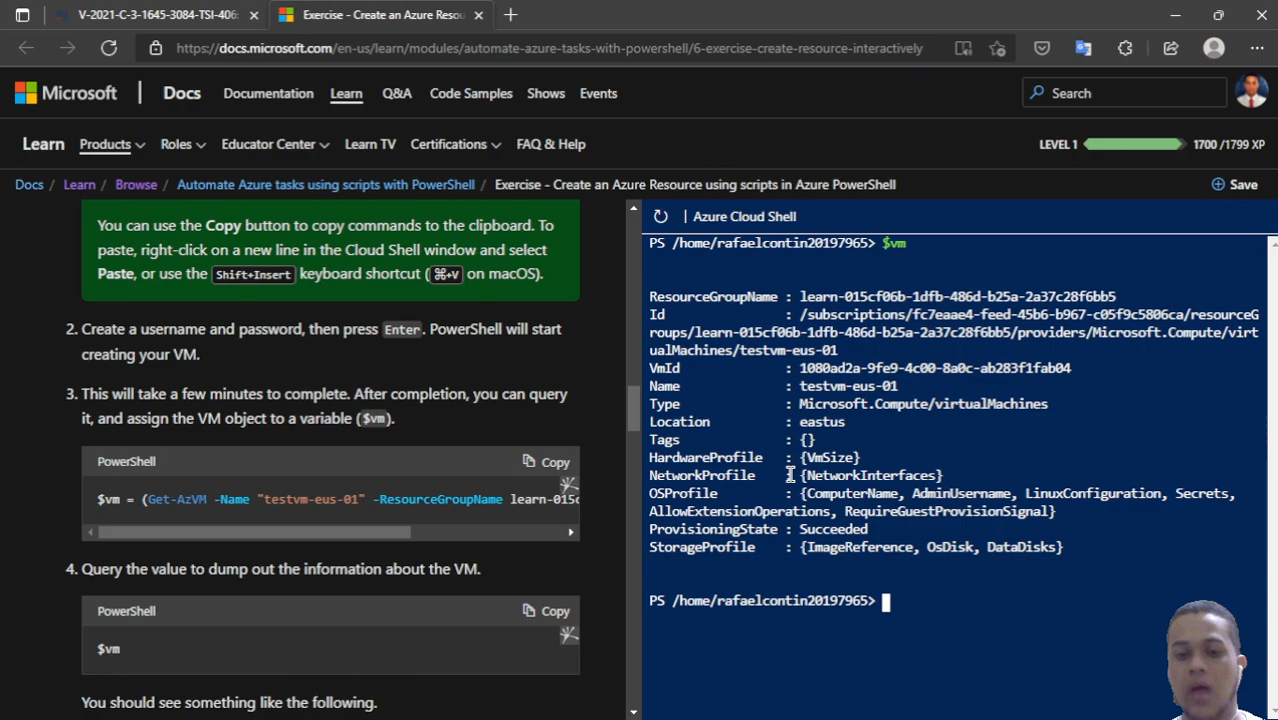 V-2021-C-3-1645-3084-TSI-406
Exercise - Create an Azure Resou
https://docs.microsoft.com/en-us/learn/modules/automate-azure-tasks-with-powershell/6-exercise-create-resource-interactively
Microsoft
Docs
Documentation
Learn
Q&A
Code Samples
Shows
Events
Search
Learn
Products
Roles
Educator Center
Learn TV
Certifications
FAQ & Help
LEVEL 1
1700 /1799 XP
Docs / Learn / Browse / Automate Azure tasks using scripts with PowerShell / Exercise - Create an Azure Resource using scripts in Azure PowerShell
Save
You can use the Copy button to copy commands to the clipboard. To
paste, right-click on a new line in the Cloud Shell window and select
Paste, or use the Shift+Insert keyboard shortcut (⌘+V on macOS).
2. Create a username and password, then press Enter. PowerShell will start
creating your VM.
3. This will take a few minutes to complete. After completion, you can query
it, and assign the VM object to a variable ($vm).
PowerShell
Copy
$vm = (Get-AzVM -Name "testvm-eus-01" -ResourceGroupName learn-015c
4. Query the value to dump out the information about the VM.
PowerShell
Copy
$vm
You should see something like the following.
| Azure Cloud Shell
PS /home/rafaelcontin20197965> $vm
ResourceGroupName : learn-015cf06b-1dfb-486d-b25a-2a37c28f6bb5
Id : /subscriptions/fc7eaae4-feed-45b6-b967-c05f9c5806ca/resourceG
roups/learn-015cf06b-1dfb-486d-b25a-2a37c28f6bb5/providers/Microsoft.Compute/virt
ualMachines/testvm-eus-01
VmId : 1080ad2a-9fe9-4c00-8a0c-ab283f1fab04
Name : testvm-eus-01
Type : Microsoft.Compute/virtualMachines
Location : eastus
Tags : {}
HardwareProfile : {VmSize}
NetworkProfile : {NetworkInterfaces}
OSProfile : {ComputerName, AdminUsername, LinuxConfiguration, Secrets,
AllowExtensionOperations, RequireGuestProvisionSignal}
ProvisioningState : Succeeded
StorageProfile : {ImageReference, OsDisk, DataDisks}
PS /home/rafaelcontin20197965>